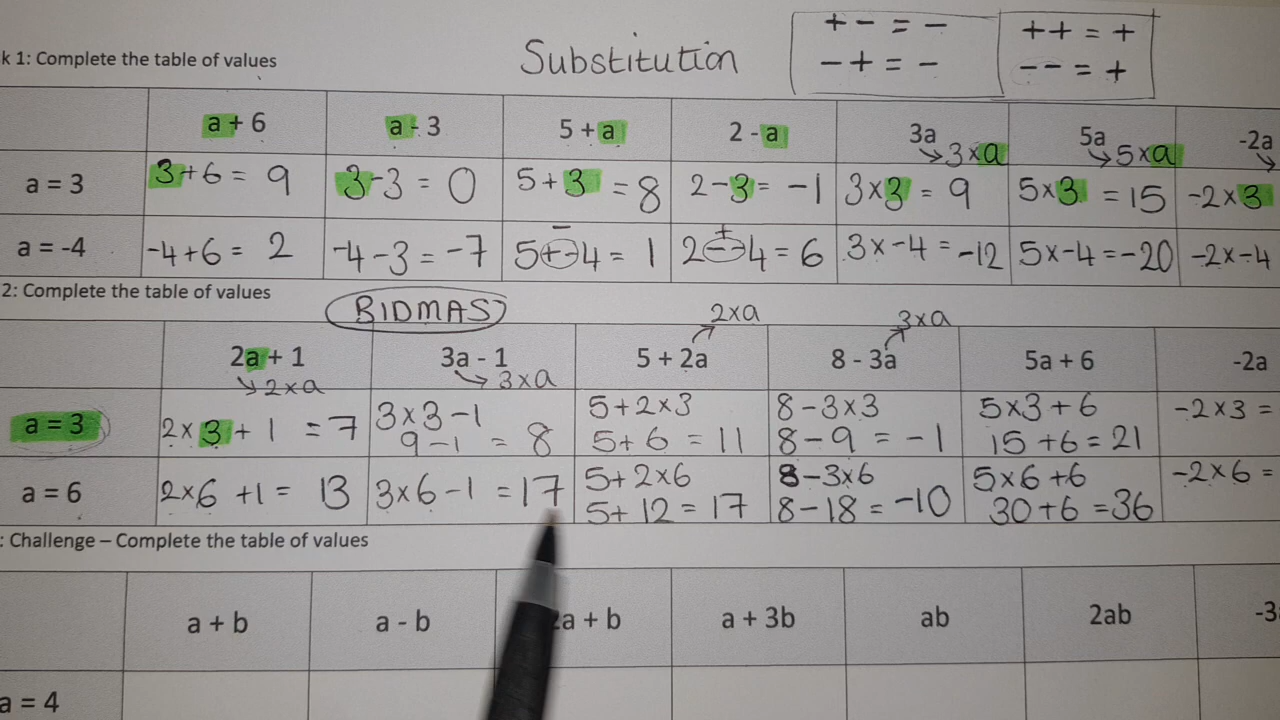 + - = -
- + = -
+ + = +
- - = +
k 1: Complete the table of values
Substitution
a + 6
a - 3
5 + a
2 - a
3a
3×a
5a
5×a
-2a
a = 3
3+6 = 9
3-3 = 0
5+3 = 8
2-3 = -1
3×3 = 9
5×3 = 15
-2×3
a = -4
-4+6 = 2
-4-3 = -7
-
5+-4 = 1
+
2--4 = 6
3×-4 = -12
5×-4 = -20
-2×-4
2: Complete the table of values
BIDMAS
2×a
3×a
2a + 1
2×a
3a - 1
3×a
5 + 2a
8 - 3a
5a + 6
-2a
a = 3
2×3+1 = 7
3×3-1
9-1 = 8
5+2×3
5+6 = 11
8-3×3
8-9 = -1
5×3+6
15+6 = 21
-2×3 =
a = 6
2×6 +1 = 13
3×6-1 = 17
5+2×6
5+12 = 17
8-3×6
8-18 = -10
5×6+6
30+6 = 36
-2×6 =
: Challenge – Complete the table of values
a + b
a - b
a + b
a + 3b
ab
2ab
-3
a = 4